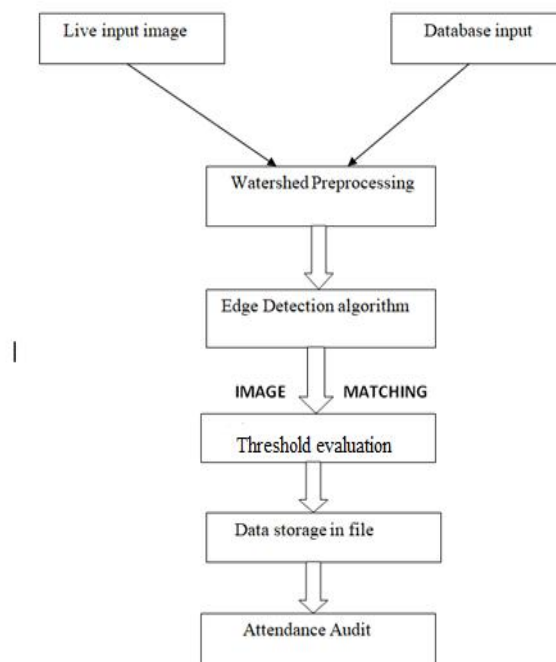 Live input image
Database input
Watershed Preprocessing
Edge Detection algorithm
IMAGE MATCHING
Threshold evaluation
Data storage in file
Attendance Audit